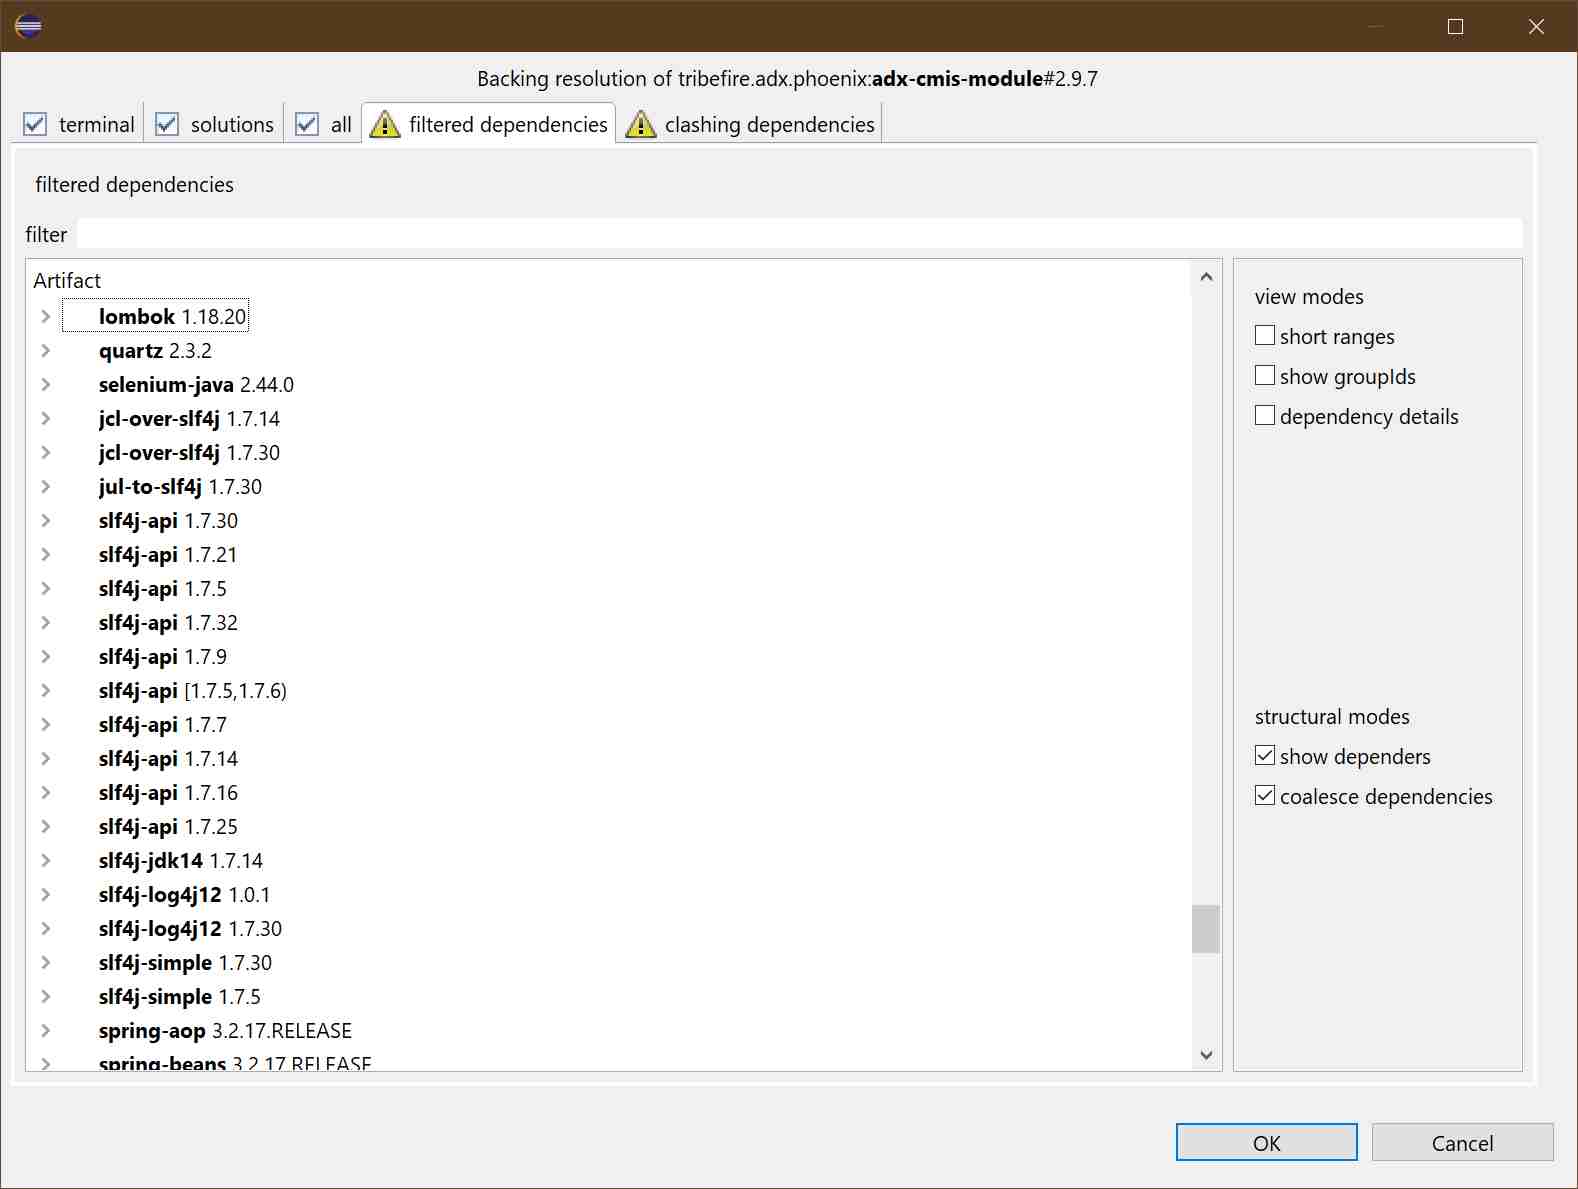 Backing resolution of tribefire.adx.phoenix:adx-cmis-module#2.9.7
terminal solutions all filtered dependencies clashing dependencies
filtered dependencies
filter
Artifact
lombok 1.18.20
quartz 2.3.2
selenium-java 2.44.0
jcl-over-slf4j 1.7.14
jcl-over-slf4j 1.7.30
jul-to-slf4j 1.7.30
slf4j-api 1.7.30
slf4j-api 1.7.21
slf4j-api 1.7.5
slf4j-api 1.7.32
slf4j-api 1.7.9
slf4j-api [1.7.5,1.7.6)
slf4j-api 1.7.7
slf4j-api 1.7.14
slf4j-api 1.7.16
slf4j-api 1.7.25
slf4j-jdk14 1.7.14
slf4j-log4j12 1.0.1
slf4j-log4j12 1.7.30
slf4j-simple 1.7.30
slf4j-simple 1.7.5
spring-aop 3.2.17.RELEASE
spring-beans 3.2.17.RELEASE
view modes
short ranges
show groupIds
dependency details
structural modes
show dependers
coalesce dependencies
OK Cancel